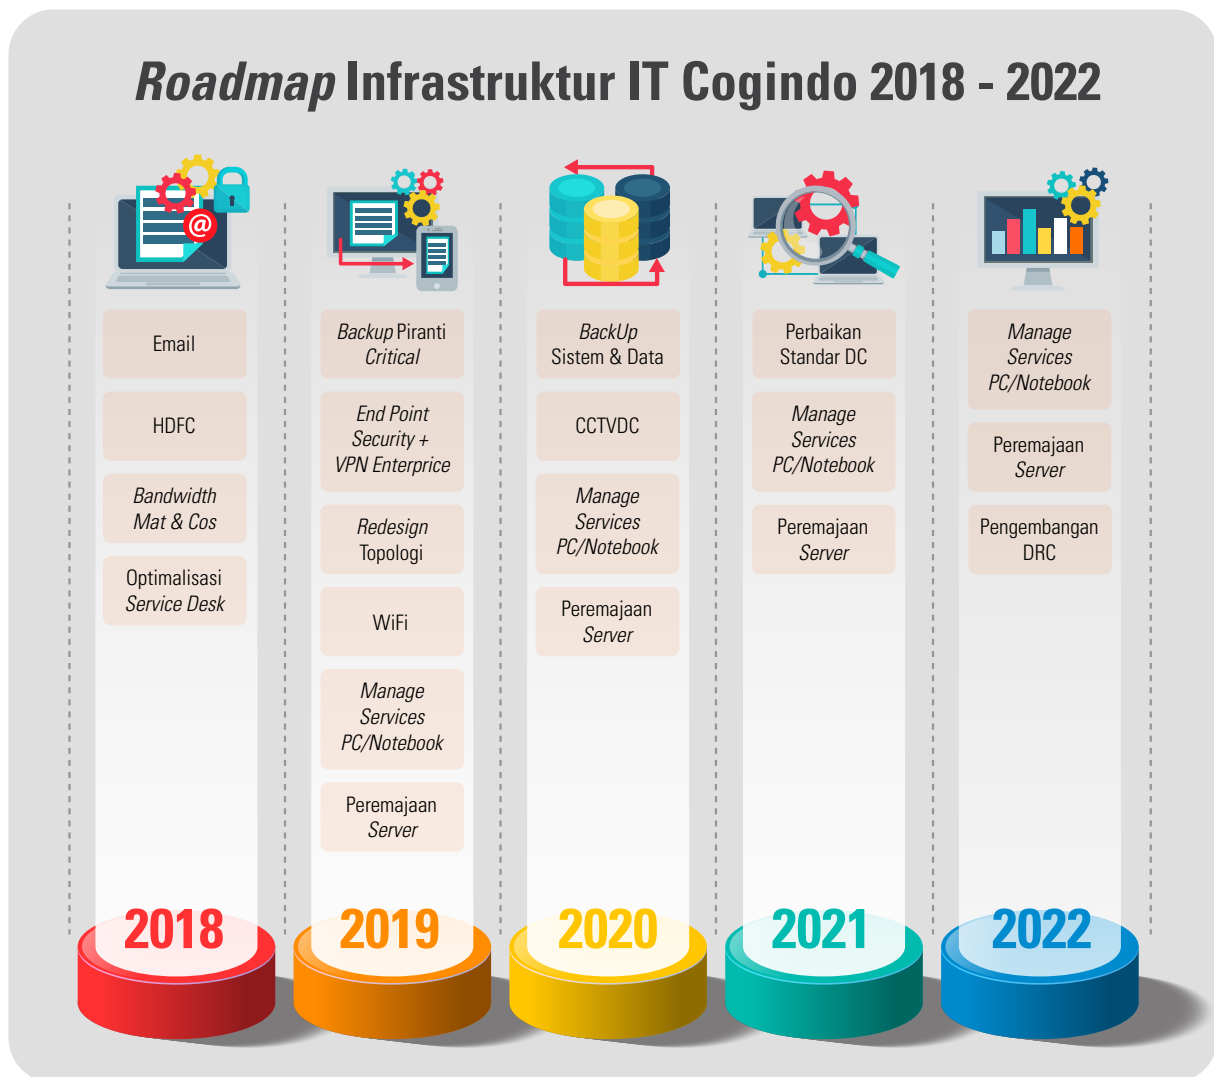 Roadmap Infrastruktur IT Cogindo 2018 - 2022
@
Email
HDFC
Bandwidth
Mat & Cos
Optimalisasi
Service Desk
2018
Backup Piranti
Critical
End Point
Security +
VPN Enterprice
Redesign
Topologi
WiFi
Manage
Services
PC/Notebook
Peremajaan
Server
2019
BackUp
Sistem & Data
CCTVDC
Manage
Services
PC/Notebook
Peremajaan
Server
2020
Perbaikan
Standar DC
Manage
Services
PC/Notebook
Peremajaan
Server
2021
Manage
Services
PC/Notebook
Peremajaan
Server
Pengembangan
DRC
2022